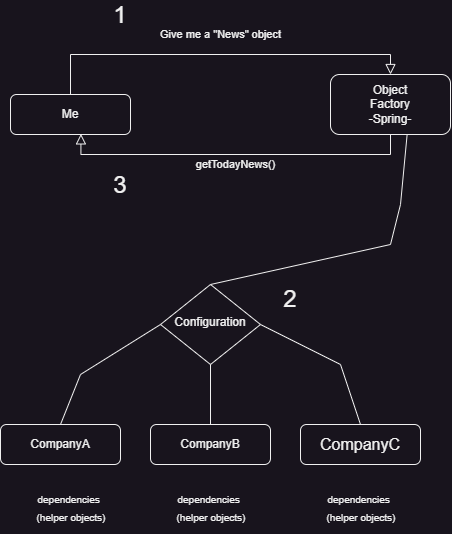 1
Give me a "News" object
Object
Factory
-Spring-
Me
getTodayNews()
3
2
Configuration
CompanyA
CompanyB
CompanyC
dependencies
(helper objects)
dependencies
(helper objects)
dependencies
(helper objects)